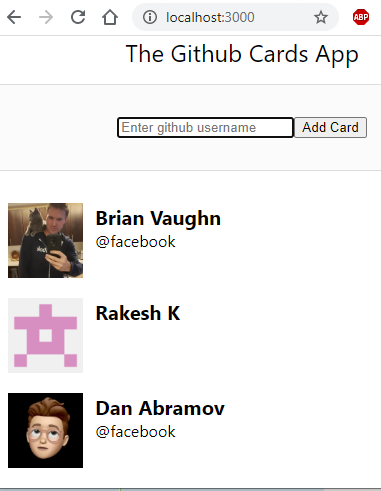 localhost:3000
ABP
The Github Cards App
Enter github username
Add Card
Brian Vaughn
@facebook
Rakesh K
Dan Abramov
@facebook